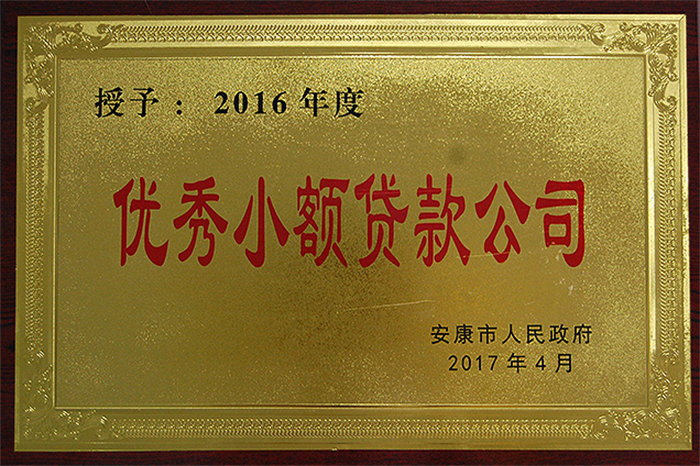 授予：2016年度
优秀小额贷款公司
安康市人民政府
2017年4月